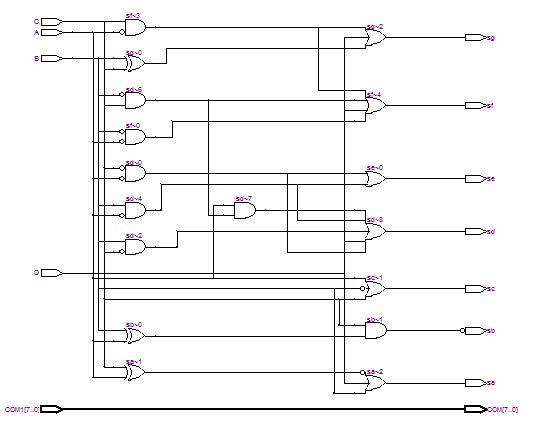 C
sf~3
A
sg~2
sg
B
sg~0
sd~6
sf~4
sf
sf~0
sd~0
se~0
se
sd~4
sd~7
sd~8
sd
sd~2
D
sc~1
sc
sb~0
sb~1
sb
sa~1
sa~2
sa
COM1[7..0]
COM[7..0]